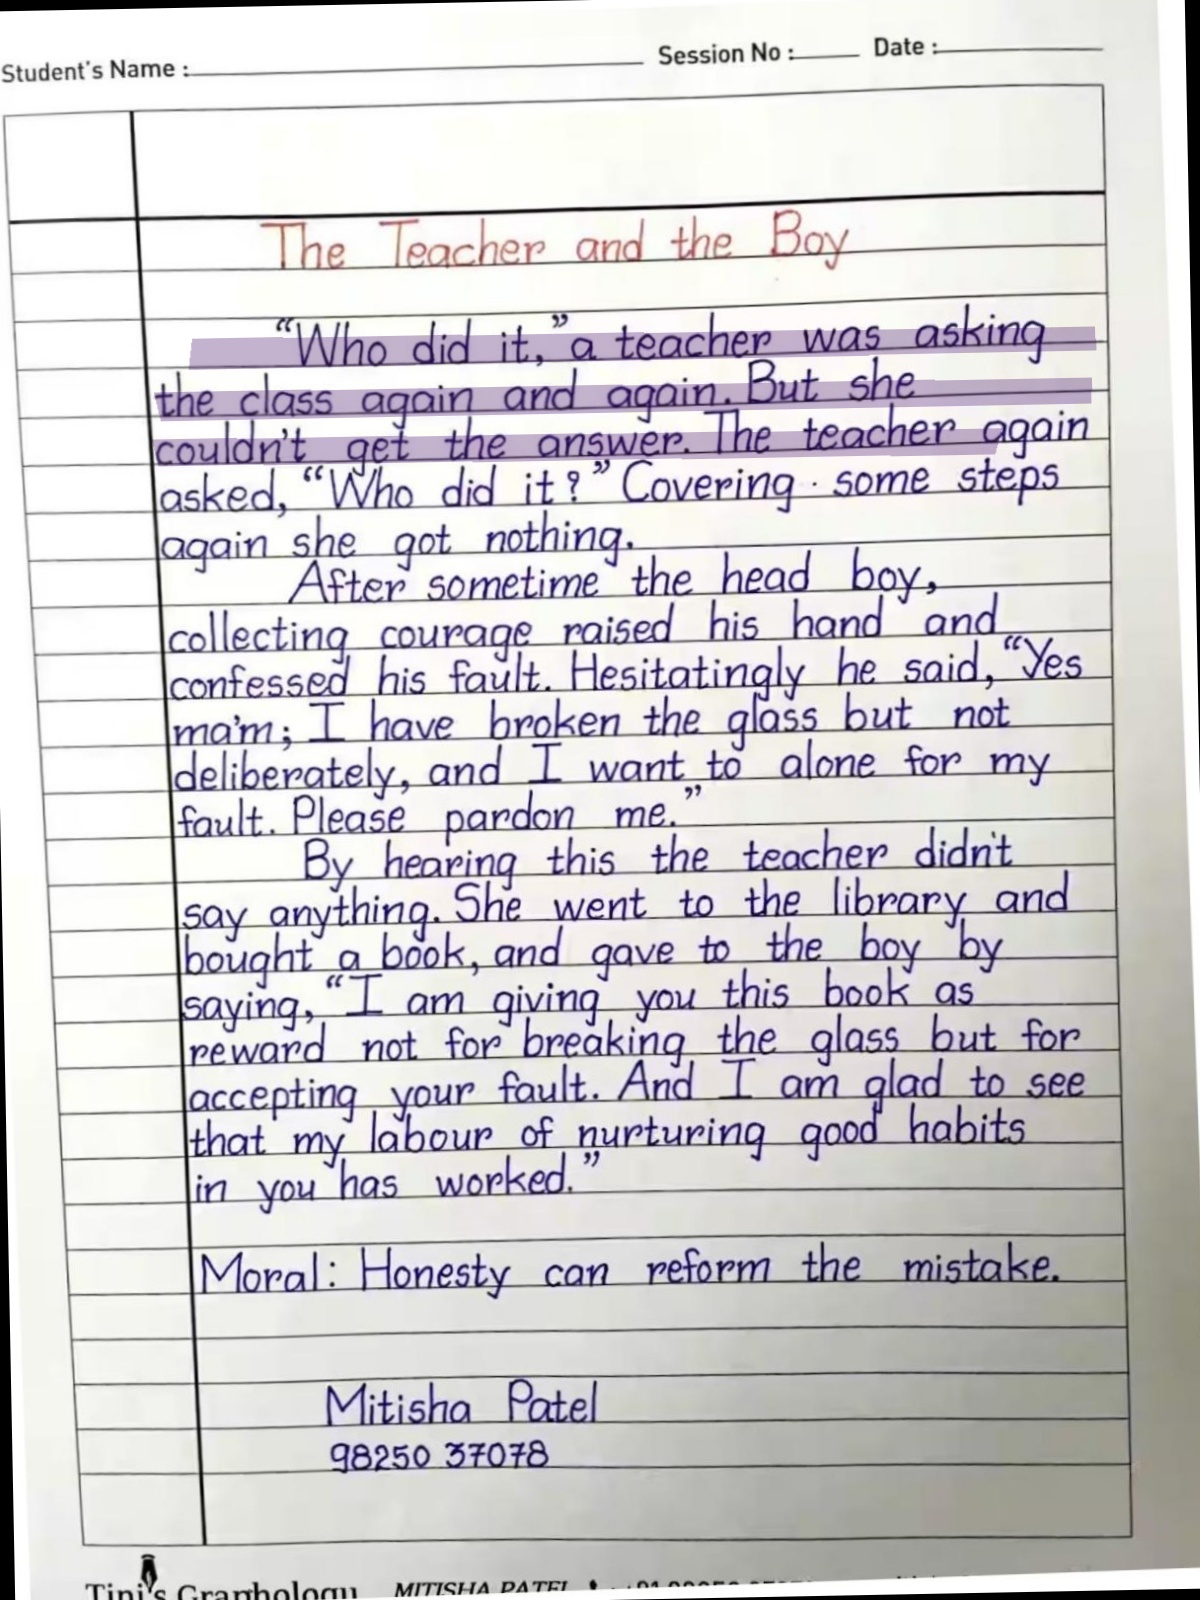 Student's Name : Session No : Date :
The Teacher and the Boy
“Who did it,” a teacher was asking
the class again and again. But she
couldn't get the answer. The teacher again
asked, “Who did it?” Covering some steps
again she got nothing.
After sometime the head boy,
collecting courage raised his hand and
confessed his fault. Hesitatingly he said, “Yes
ma'm; I have broken the glass but not
deliberately, and I want to alone for my
fault. Please pardon me.”
By hearing this the teacher didn't
say anything. She went to the library and
bought a book, and gave to the boy by
saying, “I am giving you this book as
reward not for breaking the glass but for
accepting your fault. And I am glad to see
that my labour of nurturing good habits
in you has worked.”
Moral: Honesty can reform the mistake.
Mitisha Patel
98250 37078
Tini's Graphology MITISHA PATEL